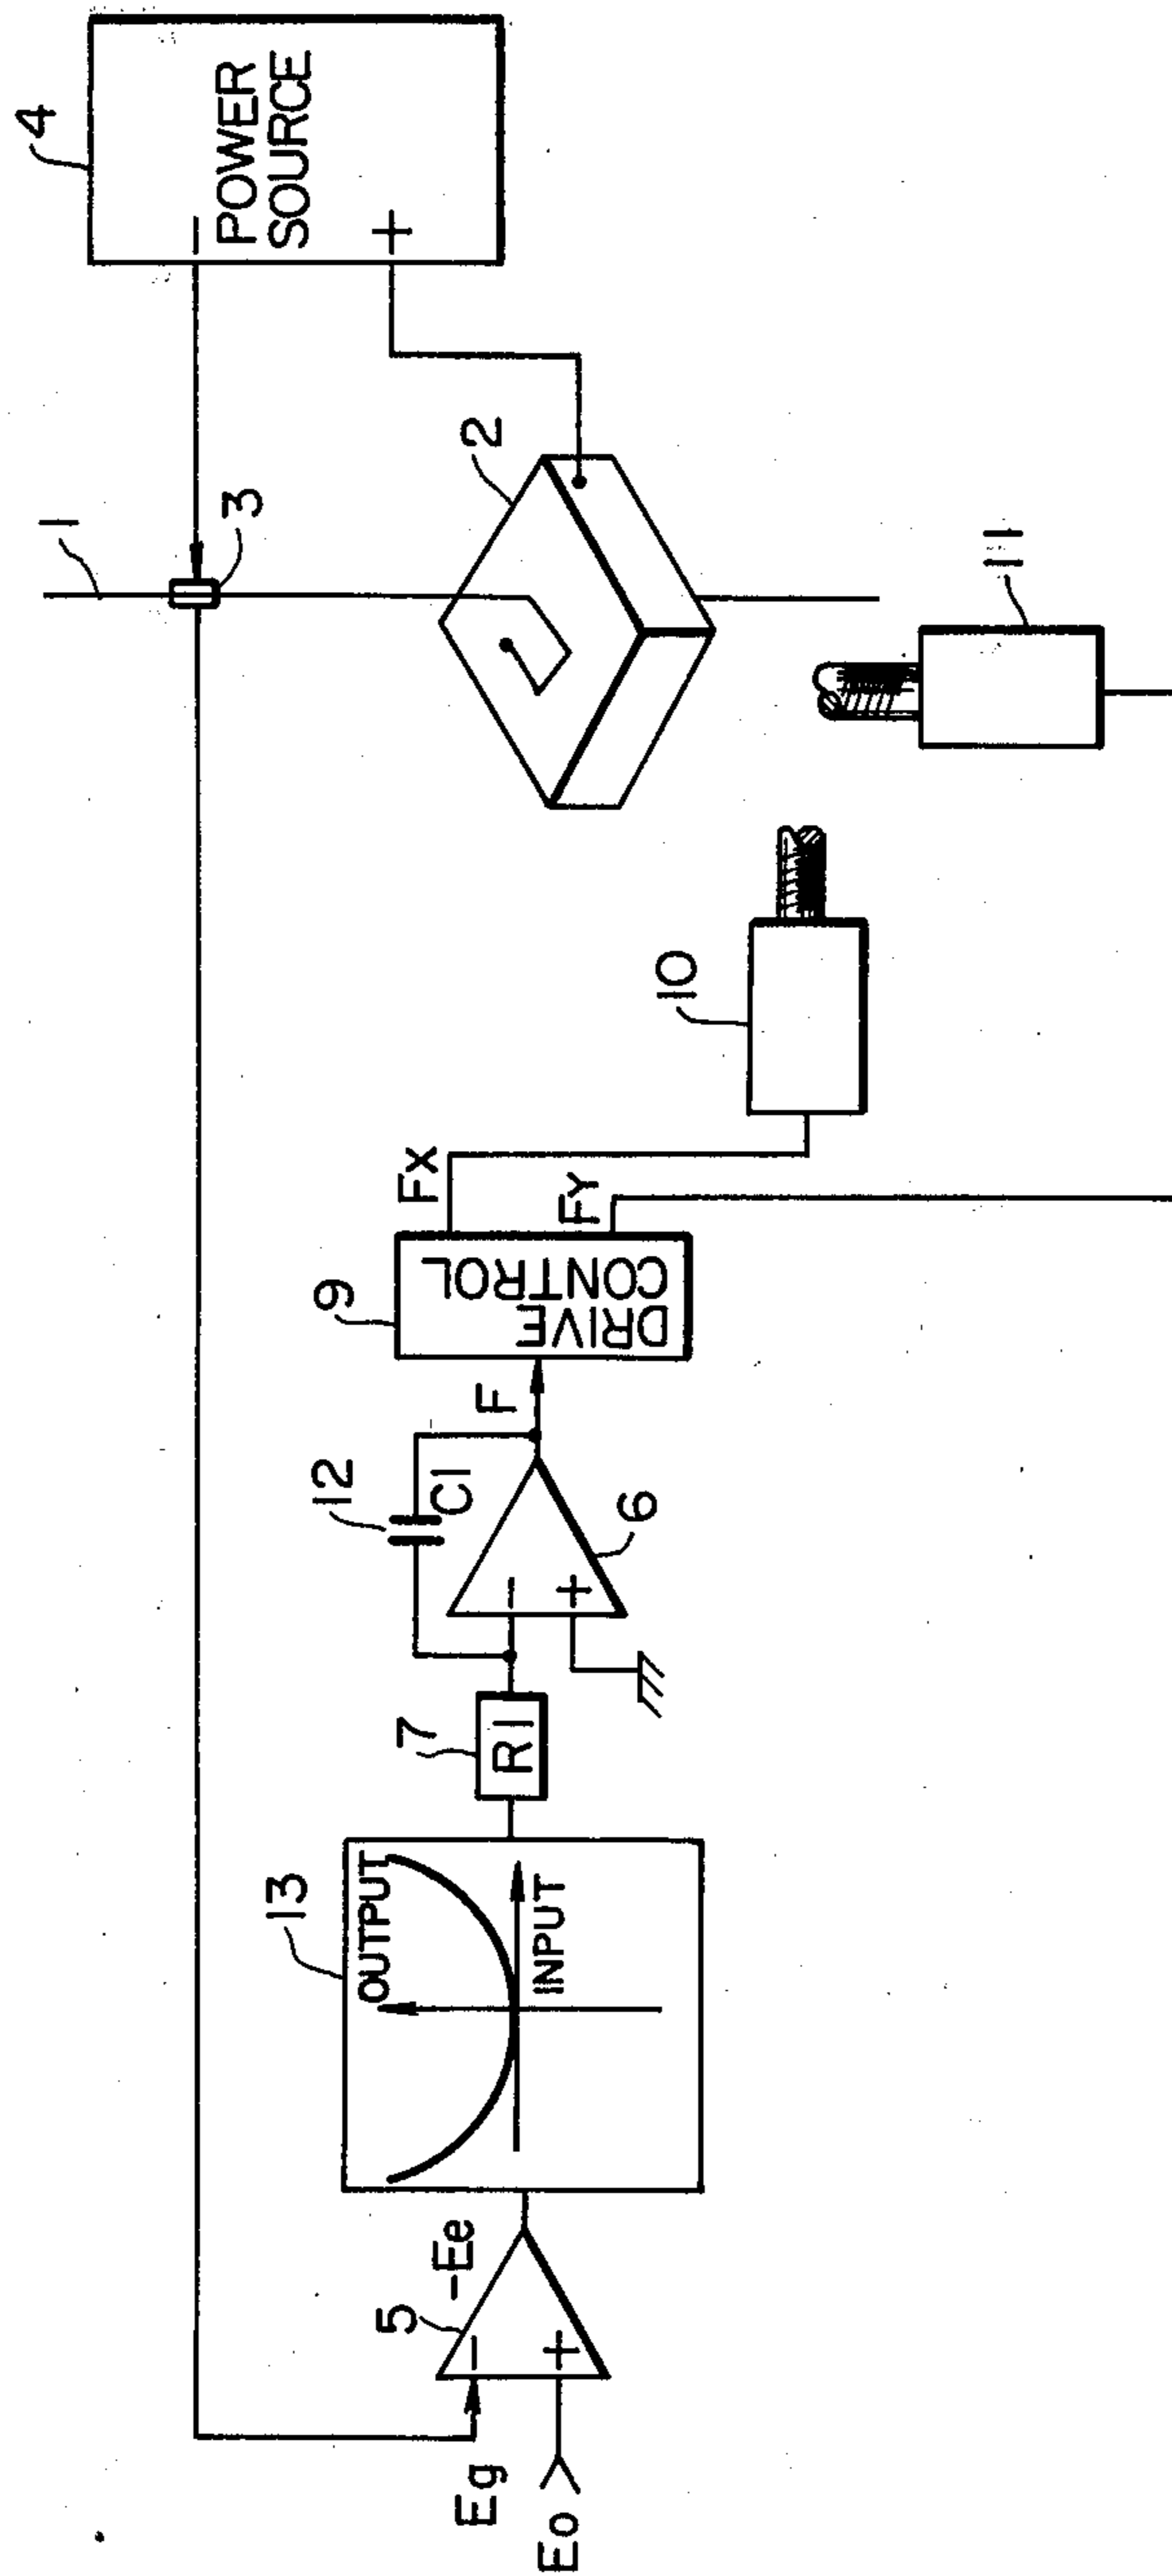 4
− POWER
SOURCE
+
1
3
2
11
10
Fx
FY
9
DRIVE
CONTROL
F
12
C1
6
−
+
7
R1
13
OUTPUT
INPUT
-Ee
5
−
+
Eg
Eo